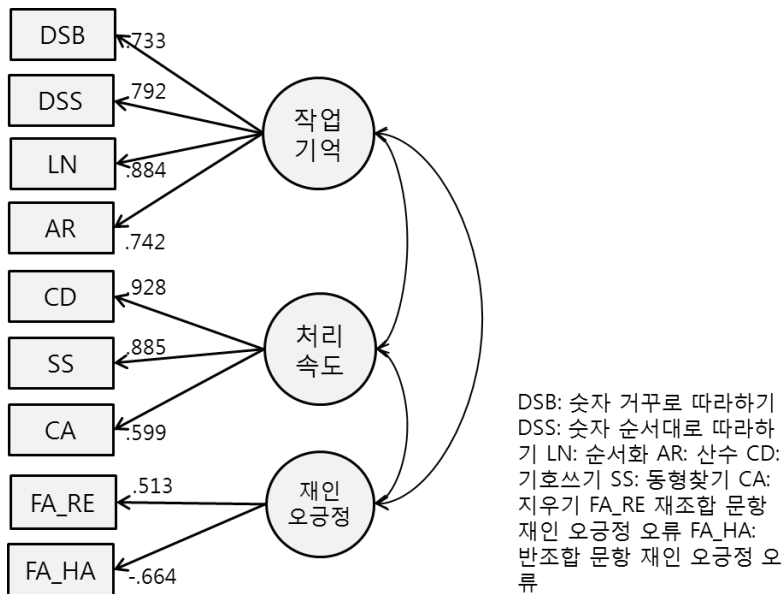 DSB
.733
DSS
.792
LN
.884
AR
.742
작업
기억
CD
.928
SS
.885
CA
.599
처리
속도
FA_RE
.513
FA_HA
-.664
재인
오긍정
DSB: 숫자 거꾸로 따라하기
DSS: 숫자 순서대로 따라하
기 LN: 순서화 AR: 산수 CD:
기호쓰기 SS: 동형찾기 CA:
지우기 FA_RE 재조합 문항
재인 오긍정 오류 FA_HA:
반조합 문항 재인 오긍정 오
류